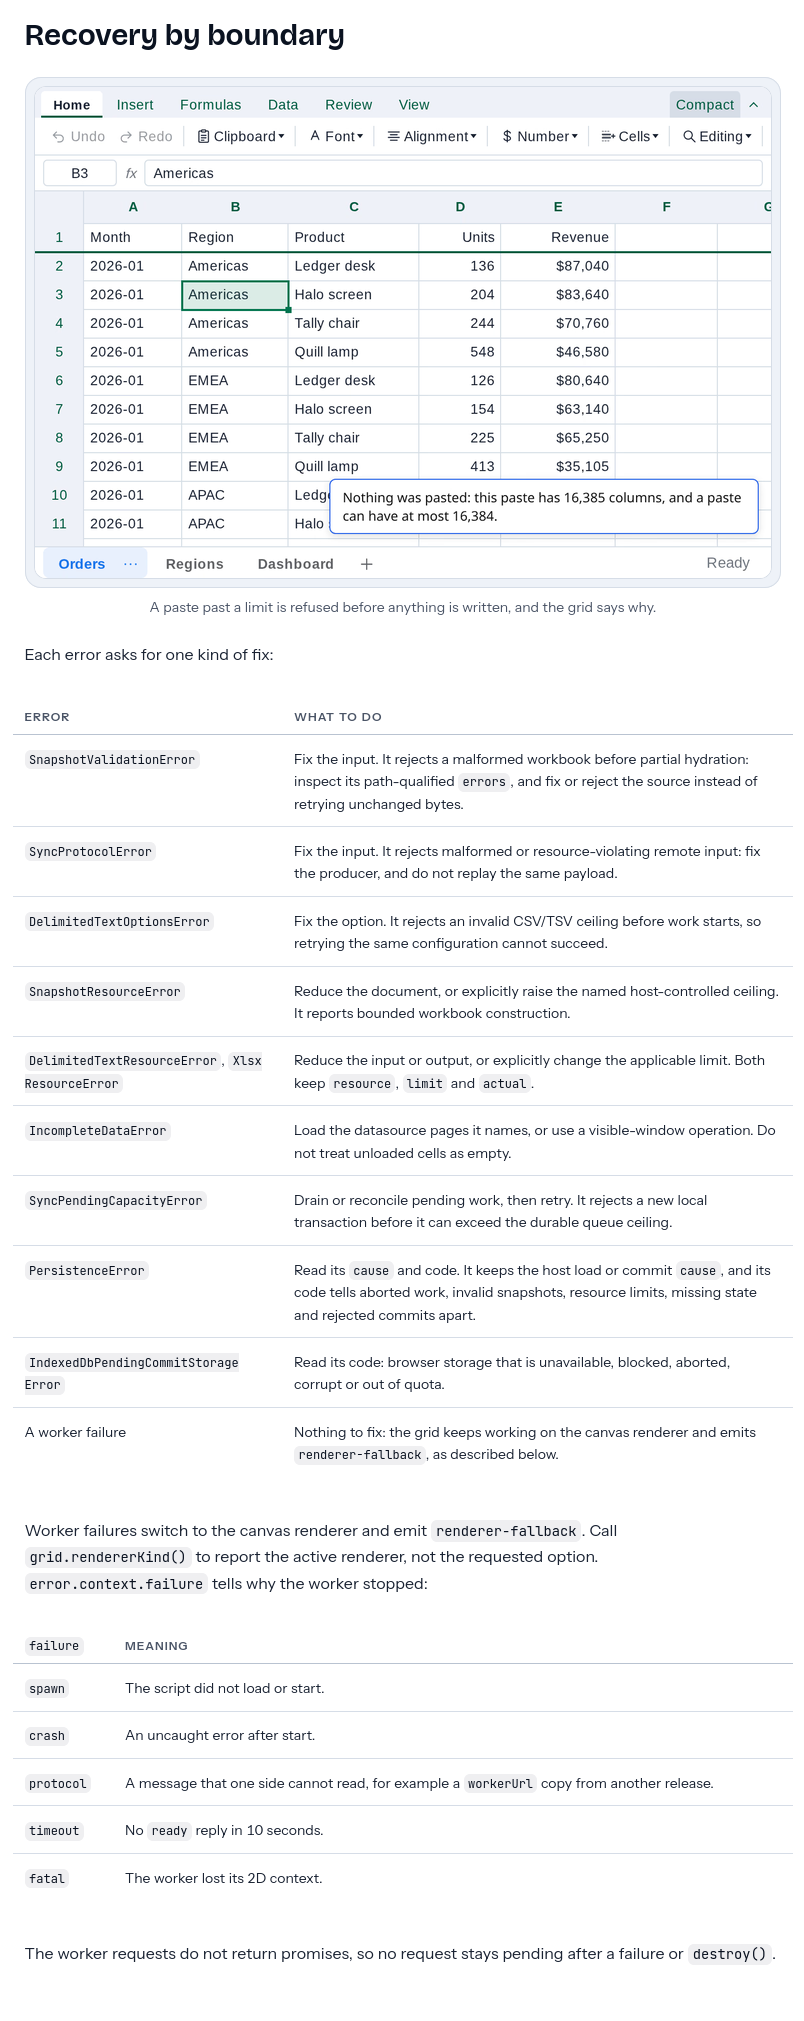 Recovery by boundary
Home Insert Formulas Data Review View Compact
Undo Redo Clipboard Font Alignment $ Number Cells Editing
B3 fx Americas
A B C D E F G
1 Month Region Product Units Revenue
2 2026-01 Americas Ledger desk 136 $87,040
3 2026-01 Americas Halo screen 204 $83,640
4 2026-01 Americas Tally chair 244 $70,760
5 2026-01 Americas Quill lamp 548 $46,580
6 2026-01 EMEA Ledger desk 126 $80,640
7 2026-01 EMEA Halo screen 154 $63,140
8 2026-01 EMEA Tally chair 225 $65,250
9 2026-01 EMEA Quill lamp 413 $35,105
10 2026-01 APAC
11 2026-01 APAC Halo
Nothing was pasted: this paste has 16,385 columns, and a paste
can have at most 16,384.
Orders ··· Regions Dashboard + Ready
A paste past a limit is refused before anything is written, and the grid says why.
Each error asks for one kind of fix:
ERROR WHAT TO DO
SnapshotValidationError Fix the input. It rejects a malformed workbook before partial hydration:
inspect its path-qualified errors, and fix or reject the source instead of
retrying unchanged bytes.
SyncProtocolError Fix the input. It rejects malformed or resource-violating remote input: fix
the producer, and do not replay the same payload.
DelimitedTextOptionsError Fix the option. It rejects an invalid CSV/TSV ceiling before work starts, so
retrying the same configuration cannot succeed.
SnapshotResourceError Reduce the document, or explicitly raise the named host-controlled ceiling.
It reports bounded workbook construction.
DelimitedTextResourceError, Xlsx Reduce the input or output, or explicitly change the applicable limit. Both
ResourceError keep resource, limit and actual.
IncompleteDataError Load the datasource pages it names, or use a visible-window operation. Do
not treat unloaded cells as empty.
SyncPendingCapacityError Drain or reconcile pending work, then retry. It rejects a new local
transaction before it can exceed the durable queue ceiling.
PersistenceError Read its cause and code. It keeps the host load or commit cause, and its
code tells aborted work, invalid snapshots, resource limits, missing state
and rejected commits apart.
IndexedDbPendingCommitStorage Read its code: browser storage that is unavailable, blocked, aborted,
Error corrupt or out of quota.
A worker failure Nothing to fix: the grid keeps working on the canvas renderer and emits
renderer-fallback, as described below.
Worker failures switch to the canvas renderer and emit renderer-fallback. Call
grid.rendererKind() to report the active renderer, not the requested option.
error.context.failure tells why the worker stopped:
failure MEANING
spawn The script did not load or start.
crash An uncaught error after start.
protocol A message that one side cannot read, for example a workerUrl copy from another release.
timeout No ready reply in 10 seconds.
fatal The worker lost its 2D context.
The worker requests do not return promises, so no request stays pending after a failure or destroy().